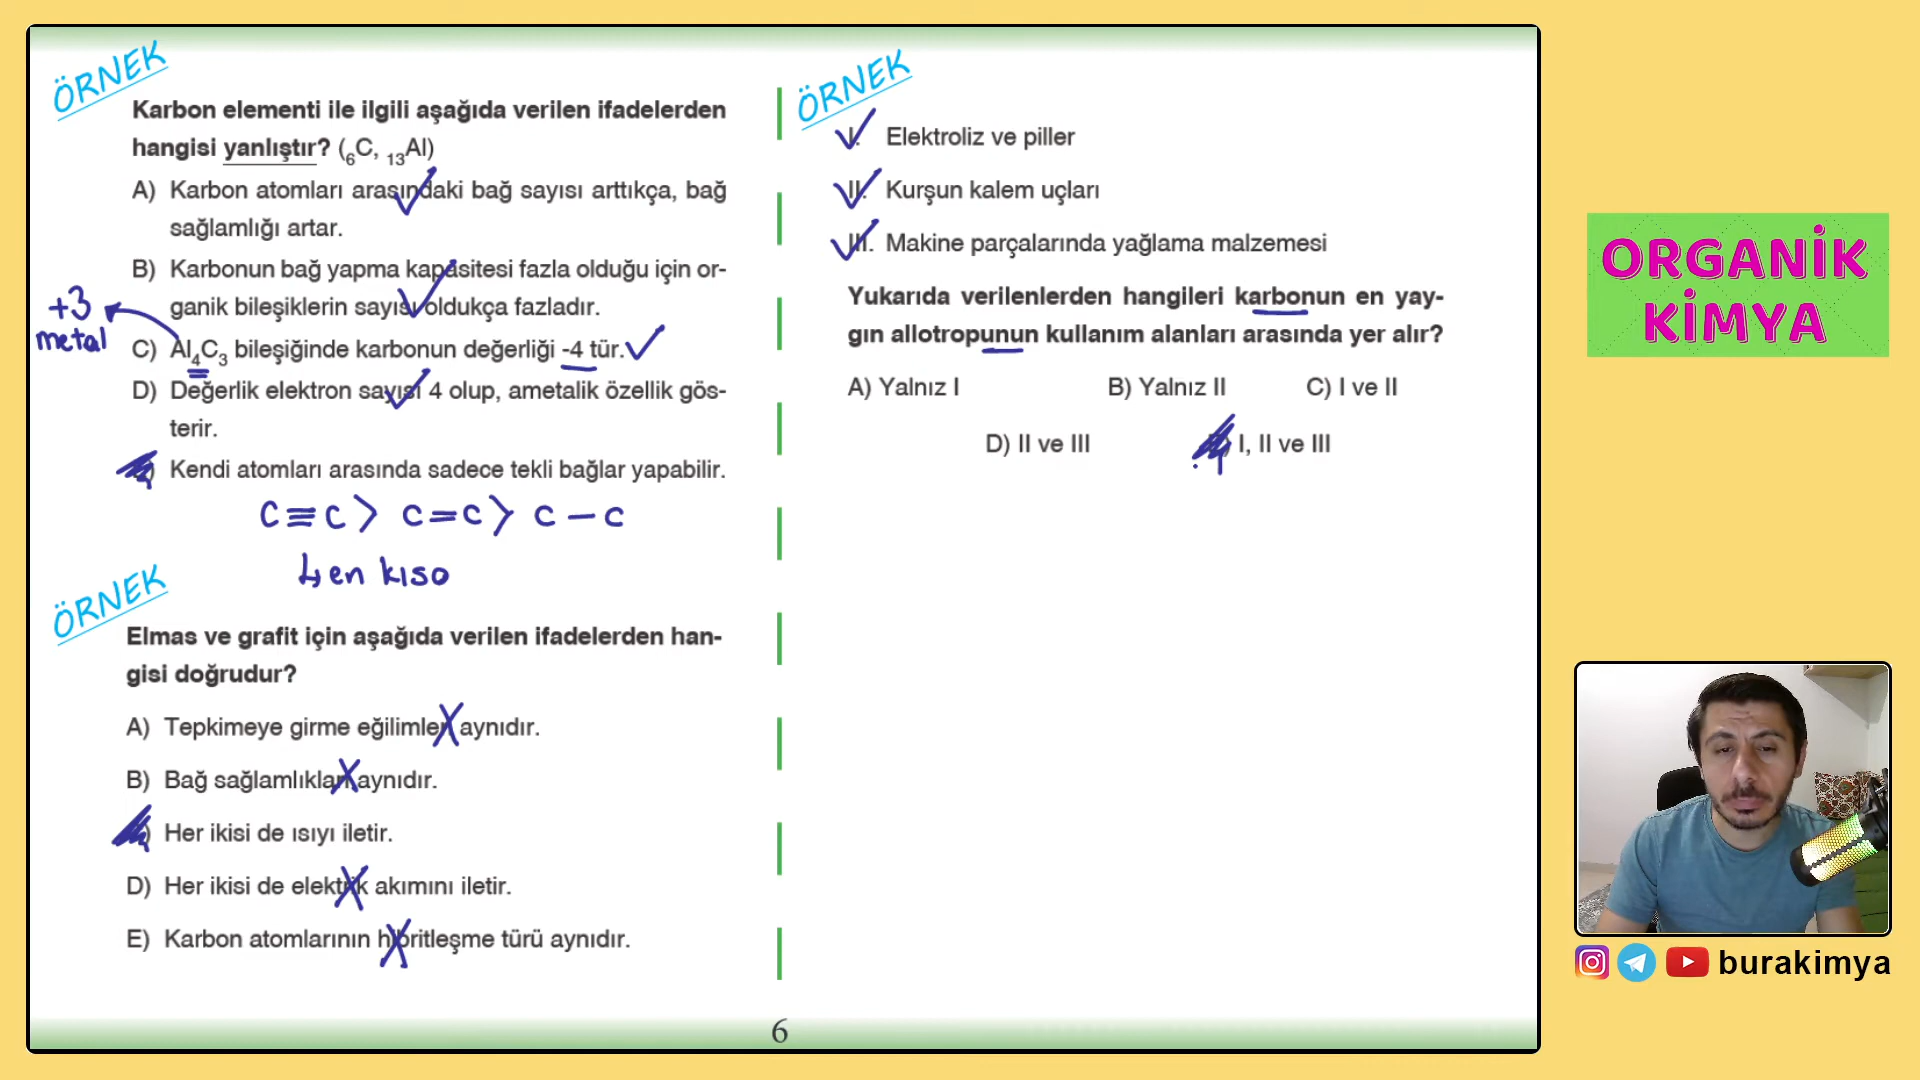 ÖRNEK
Karbon elementi ile ilgili aşağıda verilen ifadelerden
hangisi yanlıştır? (₆C, ₁₃Al)
A) Karbon atomları arasındaki bağ sayısı arttıkça, bağ
sağlamlığı artar.
B) Karbonun bağ yapma kapasitesi fazla olduğu için or-
ganik bileşiklerin sayısı oldukça fazladır.
+3
metal
C) Al₄C₃ bileşiğinde karbonun değerliği -4 tür.
D) Değerlik elektron sayısı 4 olup, ametalik özellik gös-
terir.
Kendi atomları arasında sadece tekli bağlar yapabilir.
C≡C > C=C > C-C
↳ en kısa
ÖRNEK
Elmas ve grafit için aşağıda verilen ifadelerden han-
gisi doğrudur?
A) Tepkimeye girme eğilimleri aynıdır.
B) Bağ sağlamlıkları aynıdır.
Her ikisi de ısıyı iletir.
D) Her ikisi de elektrik akımını iletir.
E) Karbon atomlarının hibritleşme türü aynıdır.
ÖRNEK
I. Elektroliz ve piller
II. Kurşun kalem uçları
III. Makine parçalarında yağlama malzemesi
Yukarıda verilenlerden hangileri karbonun en yay-
gın allotropunun kullanım alanları arasında yer alır?
A) Yalnız I B) Yalnız II C) I ve II
D) II ve III I, II ve III
6
ORGANİK
KİMYA
burakimya